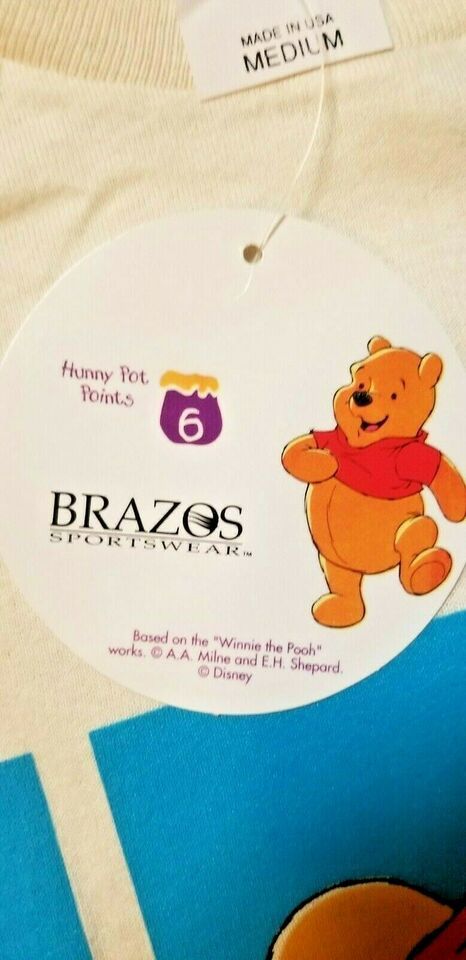 MADE IN USA
MEDIUM
Hunny Pot
Points
6
BRAZOS
SPORTSWEAR™
Based on the "Winnie the Pooh"
works. © A.A. Milne and E.H. Shepard.
© Disney